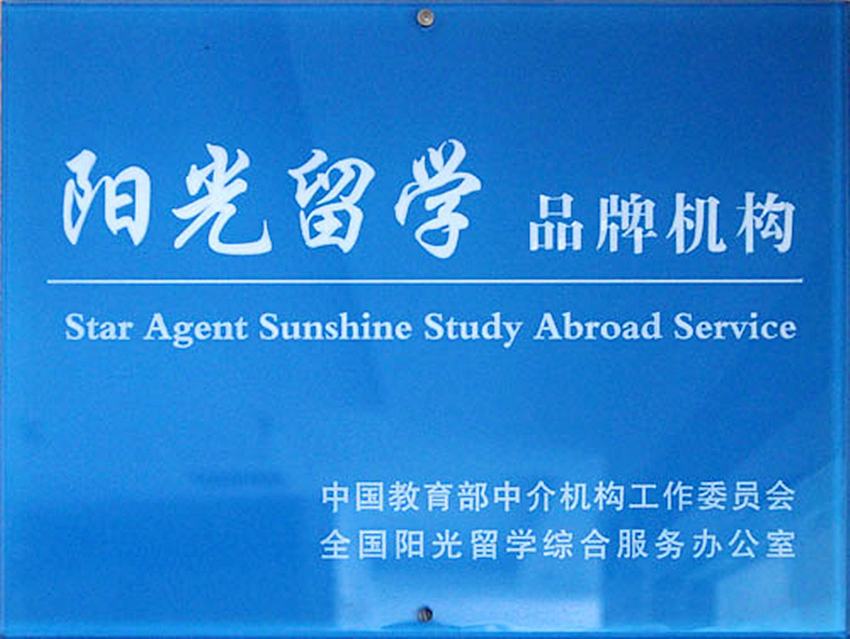 阳光留学 品牌机构
Star Agent Sunshine Study Abroad Service
中国教育部中介机构工作委员会
全国阳光留学综合服务办公室